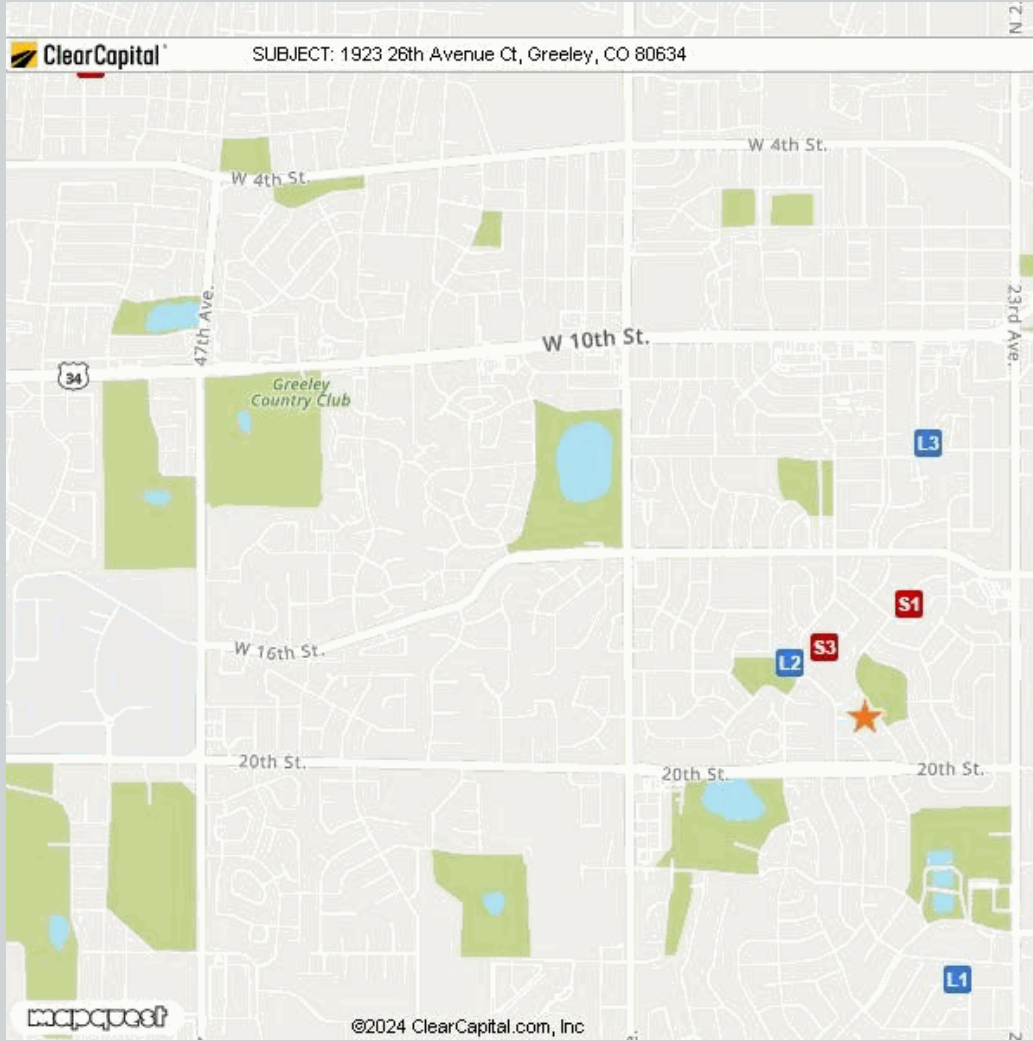 ClearCapital
SUBJECT: 1923 26th Avenue Ct, Greeley, CO 80634
W 4th St.
W 4th St.
47th Ave.
23rd Ave.
W 10th St.
34
Greeley
Country Club
L3
S1
S3
L2
W 16th St.
20th St.
20th St.
20th St.
L1
mapquest
©2024 ClearCapital.com, Inc